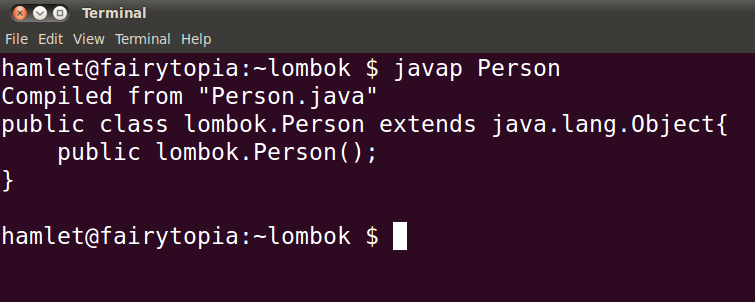 Terminal
File Edit View Terminal Help
hamlet@fairytopia:~lombok $ javap Person
Compiled from "Person.java"
public class lombok.Person extends java.lang.Object{
    public lombok.Person();
}
hamlet@fairytopia:~lombok $